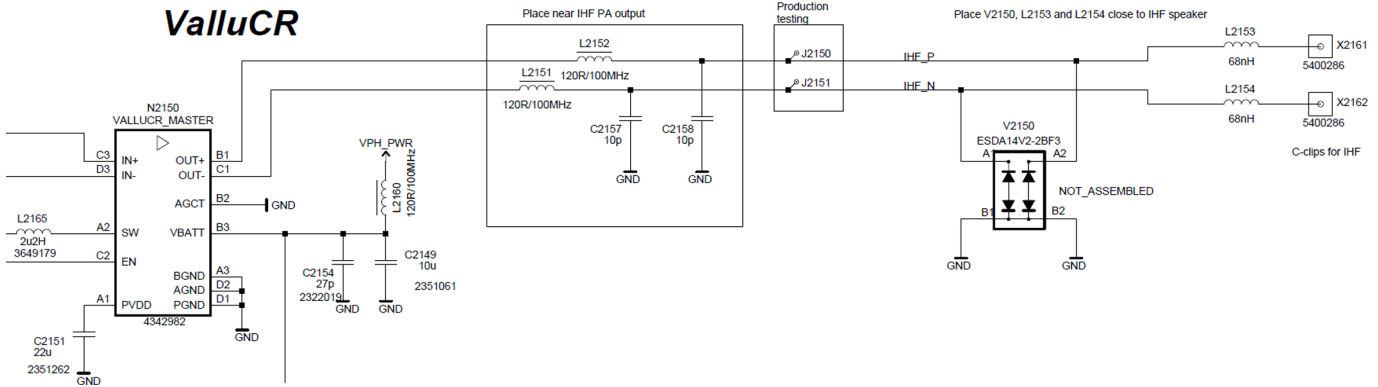 ValluCR
Place near IHF PA output
Production
testing
Place V2150, L2153 and L2154 close to IHF speaker
L2152
120R/100MHz
L2151
120R/100MHz
J2150
J2151
IHF_P
IHF_N
L2153
68nH
X2161
5400286
L2154
68nH
X2162
5400286
C-clips for IHF
N2150
VALLUCR_MASTER
C3
IN+
OUT+
B1
D3
IN-
OUT-
C1
AGCT
B2
GND
A2
SW
VBATT
B3
C2
EN
BGND
A3
AGND
D2
A1
PVDD
PGND
D1
4342982
GND
L2165
2u2H
3649179
C2151
22u
2351262
GND
VPH_PWR
L2160
120R/100MHz
C2154
27p
2322019
GND
C2149
10u
2351061
GND
C2157
10p
GND
C2158
10p
GND
V2150
ESDA14V2-2BF3
A1
A2
NOT_ASSEMBLED
B1
B2
GND
GND